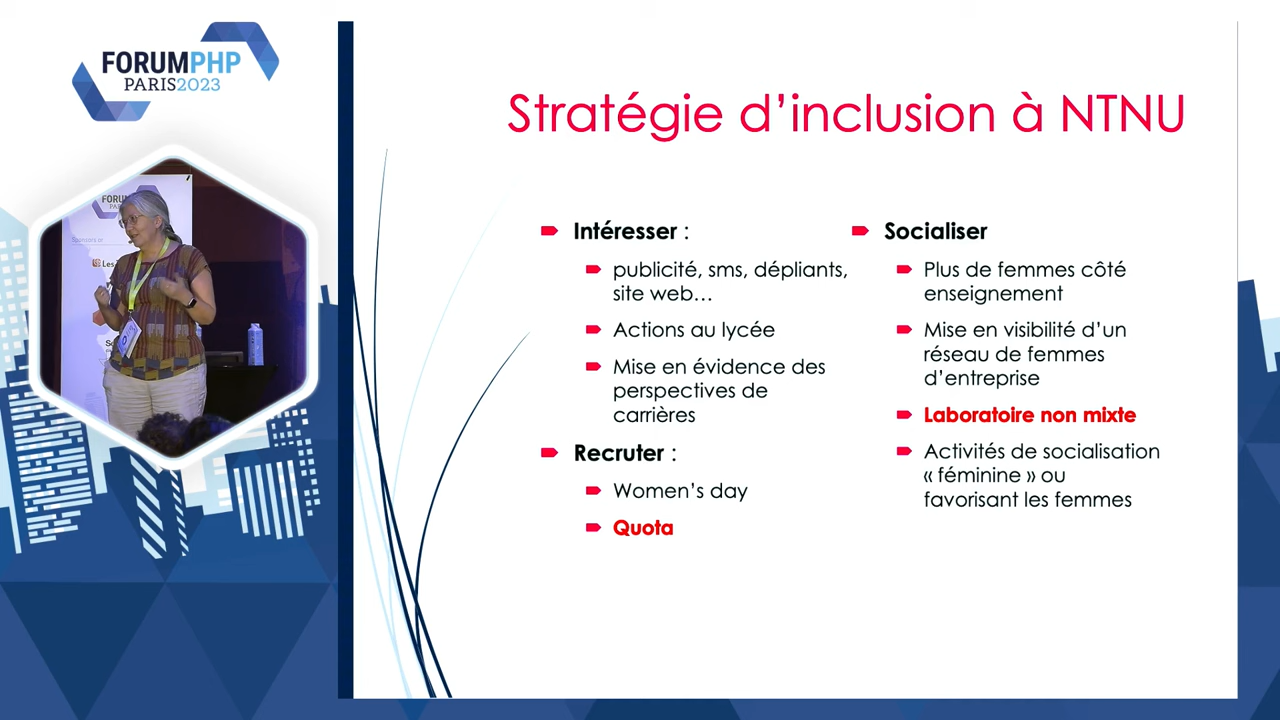 FORUMPHP
PARIS2023
Stratégie d’inclusion à NTNU
Intéresser :
publicité, sms, dépliants,
site web…
Actions au lycée
Mise en évidence des
perspectives de
carrières
Recruter :
Women’s day
Quota
Socialiser
Plus de femmes côté
enseignement
Mise en visibilité d’un
réseau de femmes
d’entreprise
Laboratoire non mixte
Activités de socialisation
« féminine » ou
favorisant les femmes